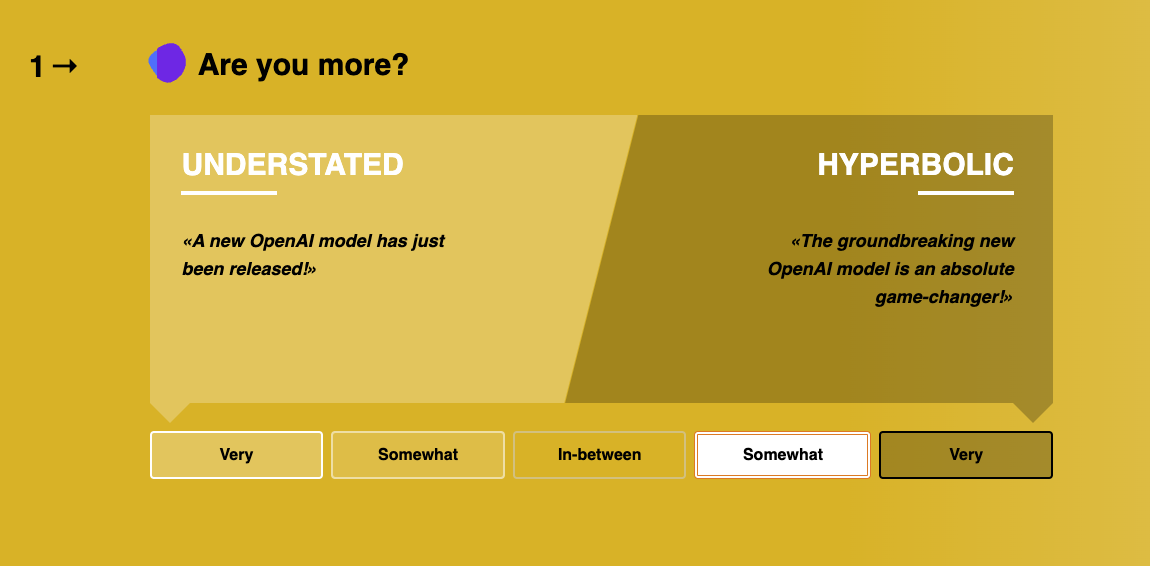 1 → Are you more?
UNDERSTATED
«A new OpenAI model has just
been released!»
HYPERBOLIC
«The groundbreaking new
OpenAI model is an absolute
game-changer!»
Very
Somewhat
In-between
Somewhat
Very